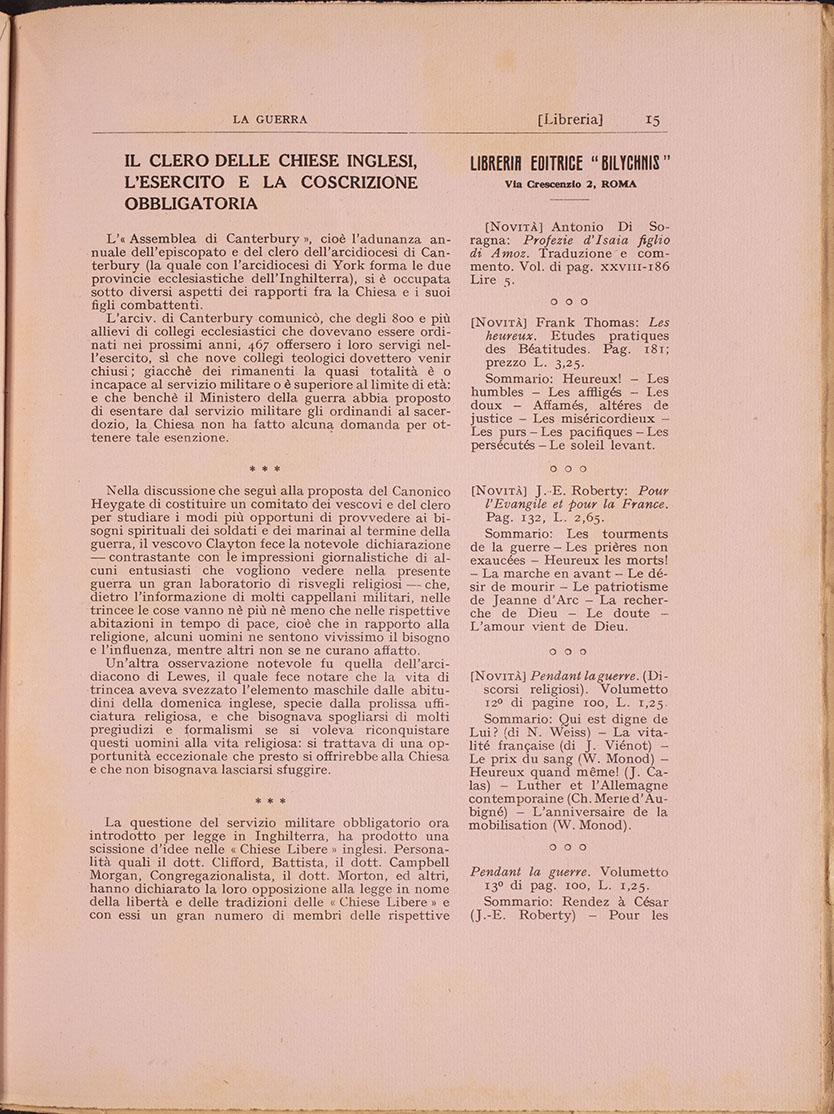 LA GUERRA
[Libreria] 15
IL CLERO DELLE CHIESE INGLESI,
L'ESERCITO E LA COSCRIZIONE
OBBLIGATORIA
L'« Assemblea di Canterbury », cioè l'adunanza an-
nuale dell'episcopato e del clero dell'arcidiocesi di Can-
terbury (la quale con l'arcidiocesi di York forma le due
provincie ecclesiastiche dell'Inghilterra), si è occupata
sotto diversi aspetti dei rapporti fra la Chiesa e i suoi
figli combattenti.
L'arciv. di Canterbury comunicò, che degli 800 e più
allievi di collegi ecclesiastici che dovevano essere ordi-
nati nei prossimi anni, 467 offersero i loro servigi nel-
l'esercito, sì che nove collegi teologici dovettero venir
chiusi; giacchè dei rimanenti la quasi totalità è o
incapace al servizio militare o è superiore al limite di età:
e che benchè il Ministero della guerra abbia proposto
di esentare dal servizio militare gli ordinandi al sacer-
dozio, la Chiesa non ha fatto alcuna domanda per ot-
tenere tale esenzione.
* * *
Nella discussione che seguì alla proposta del Canonico
Heygate di costituire un comitato dei vescovi e del clero
per studiare i modi più opportuni di provvedere ai bi-
sogni spirituali dei soldati e dei marinai al termine della
guerra, il vescovo Clayton fece la notevole dichiarazione
— contrastante con le impressioni giornalistiche di al-
cuni entusiasti che vogliono vedere nella presente
guerra un gran laboratorio di risvegli religiosi — che,
dietro l'informazione di molti cappellani militari, nelle
trincee le cose vanno nè più nè meno che nelle rispettive
abitazioni in tempo di pace, cioè che in rapporto alla
religione, alcuni uomini ne sentono vivissimo il bisogno
e l'influenza, mentre altri non se ne curano affatto.
Un'altra osservazione notevole fu quella dell'arci-
diacono di Lewes, il quale fece notare che la vita di
trincea aveva svezzato l'elemento maschile dalle abitu-
dini della domenica inglese, specie dalla prolissa uffi-
ciatura religiosa, e che bisognava spogliarsi di molti
pregiudizi e formalismi se si voleva riconquistare
questi uomini alla vita religiosa: si trattava di una op-
portunità eccezionale che presto si offrirebbe alla Chiesa
e che non bisognava lasciarsi sfuggire.
* * *
La questione del servizio militare obbligatorio ora
introdotto per legge in Inghilterra, ha prodotto una
scissione d'idee nelle « Chiese Libere » inglesi. Persona-
lità quali il dott. Clifford, Battista, il dott. Campbell
Morgan, Congregazionalista, il dott. Morton, ed altri,
hanno dichiarato la loro opposizione alla legge in nome
della libertà e delle tradizioni delle « Chiese Libere » e
con essi un gran numero di membri delle rispettive
LIBRERIA EDITRICE "BILYCHNIS"
Via Crescenzio 2, ROMA
[NOVITÀ] Antonio Di So-
ragna: Profezie d'Isaia figlio
di Amoz. Traduzione e com-
mento. Vol. di pag. XXVIII-186
Lire 5.
o o o
[NOVITÀ] Frank Thomas: Les
heureux. Etudes pratiques
des Béatitudes. Pag. 181;
prezzo L. 3,25.
Sommario: Heureux! — Les
humbles — Les affligés — Les
doux — Affamés, altéres de
justice — Les miséricordieux —
Les purs — Les pacifiques — Les
persécutés — Le soleil levant.
o o o
[NOVITÀ] J.-E. Roberty: Pour
l'Evangile et pour la France.
Pag. 132, L. 2,65.
Sommario: Les tourments
de la guerre — Les prières non
exaucées — Heureux les morts!
— La marche en avant — Le dé-
sir de mourir — Le patriotisme
de Jeanne d'Arc — La recher-
che de Dieu — Le doute —
L'amour vient de Dieu.
o o o
[NOVITÀ] Pendant la guerre. (Di-
scorsi religiosi). Volumetto
12º di pagine 100, L. 1,25.
Sommario: Qui est digne de
Lui? (di N. Weiss) — La vita-
lité française (di J. Viénot) —
Le prix du sang (W. Monod) —
Heureux quand même! (J. Ca-
las) — Luther et l'Allemagne
contemporaine (Ch. Merle d'Au-
bigné) — L'anniversaire de la
mobilisation (W. Monod).
o o o
Pendant la guerre. Volumetto
13º di pag. 100, L. 1,25.
Sommario: Rendez à César
(J.-E. Roberty) — Pour les